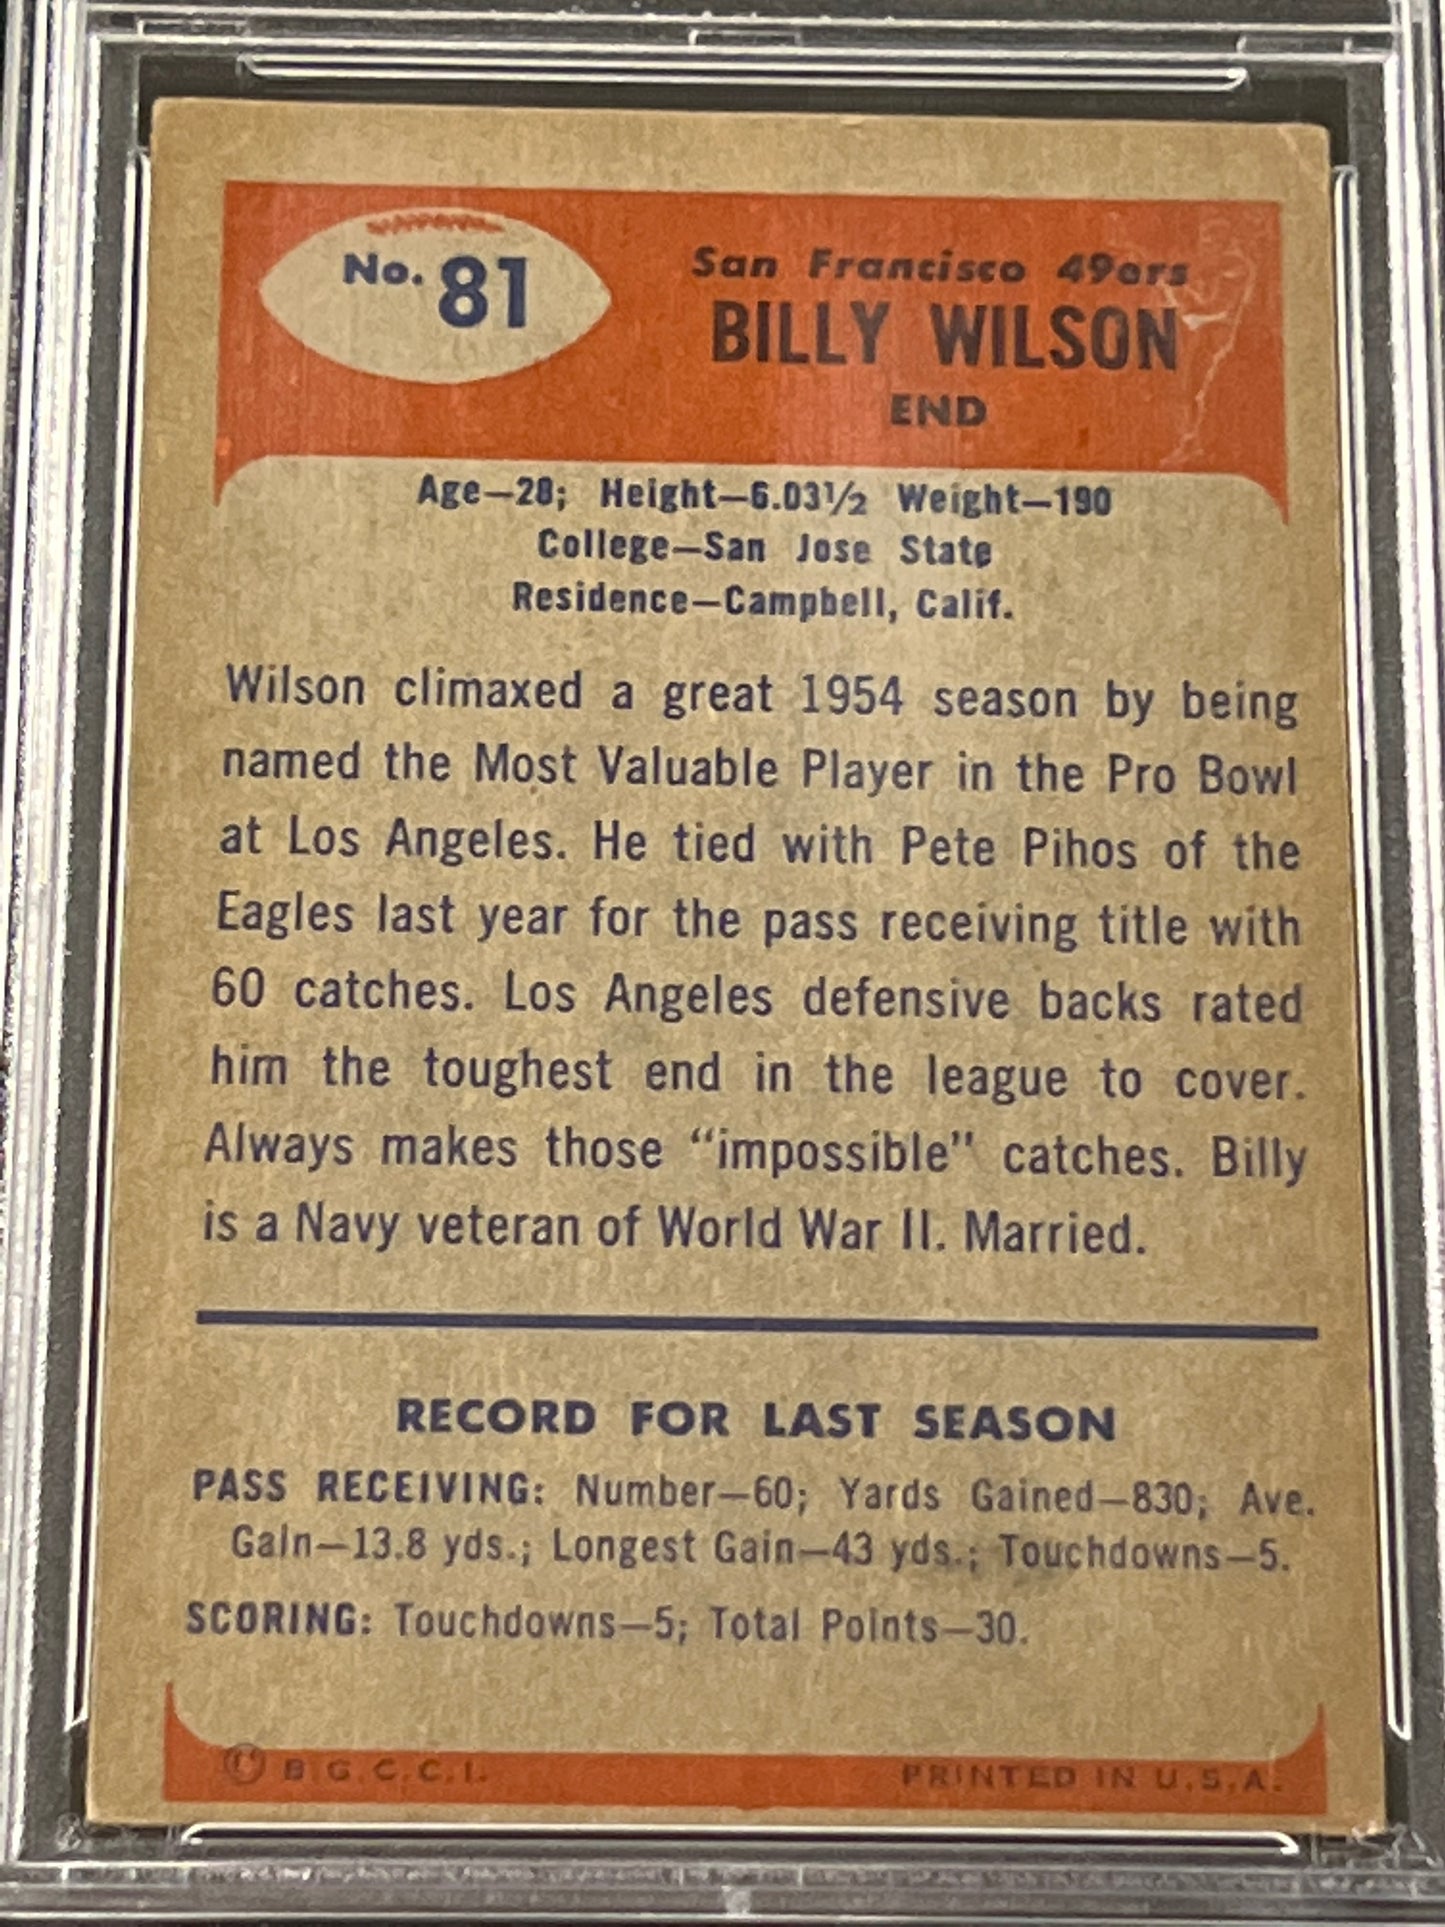 No. 81
San Francisco 49ers
BILLY WILSON
END
Age—28; Height—6.03½ Weight—190
College—San Jose State
Residence—Campbell, Calif.
Wilson climaxed a great 1954 season by being
named the Most Valuable Player in the Pro Bowl
at Los Angeles. He tied with Pete Pihos of the
Eagles last year for the pass receiving title with
60 catches. Los Angeles defensive backs rated
him the toughest end in the league to cover.
Always makes those “impossible” catches. Billy
is a Navy veteran of World War II. Married.
RECORD FOR LAST SEASON
PASS RECEIVING: Number—60; Yards Gained—830; Ave.
Gain—13.8 yds.; Longest Gain—43 yds.; Touchdowns—5.
SCORING: Touchdowns—5; Total Points—30.
© B.G.C.C.I. PRINTED IN U.S.A.